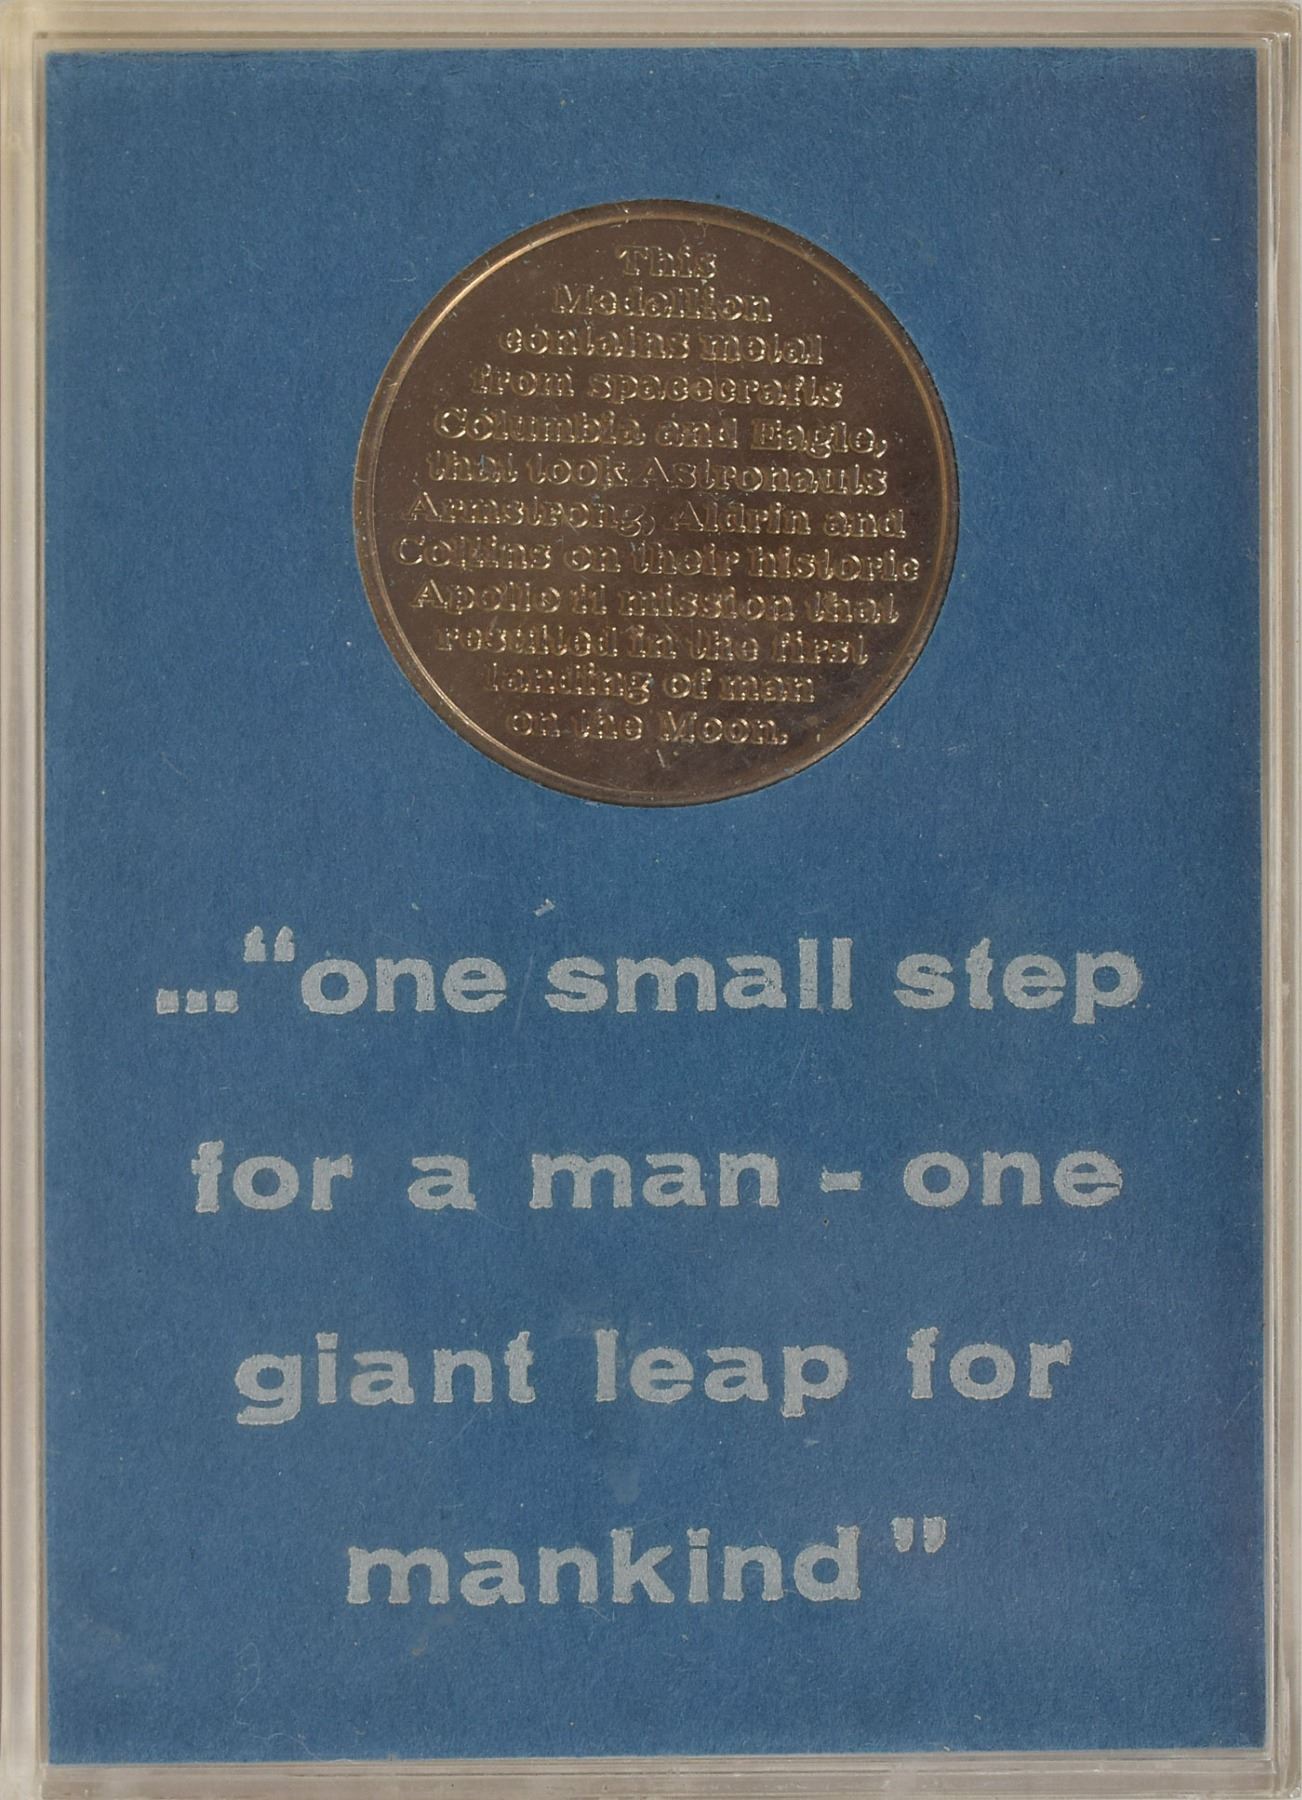 This
Medallion
contains metal
from spacecrafts
Columbia and Eagle,
that took Astronauts
Armstrong, Aldrin and
Collins on their historic
Apollo 11 mission that
resulted in the first
landing of man
on the Moon.
..."one small step
for a man - one
giant leap for
mankind"